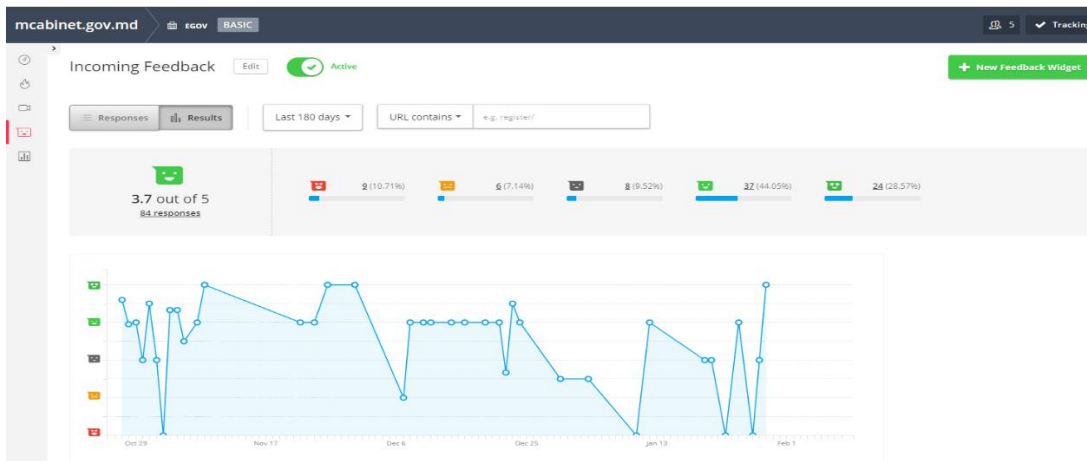 mcabinet.gov.md EGOV BASIC 5 Tracking
Incoming Feedback Edit Active + New Feedback Widget
Responses Results Last 180 days URL contains e.g. register/
9 (10.71%) 6 (7.14%) 8 (9.52%) 37 (44.05%) 24 (28.57%)
3.7 out of 5
84 responses
Oct 29 Nov 17 Dec 6 Dec 25 Jan 13 Feb 1